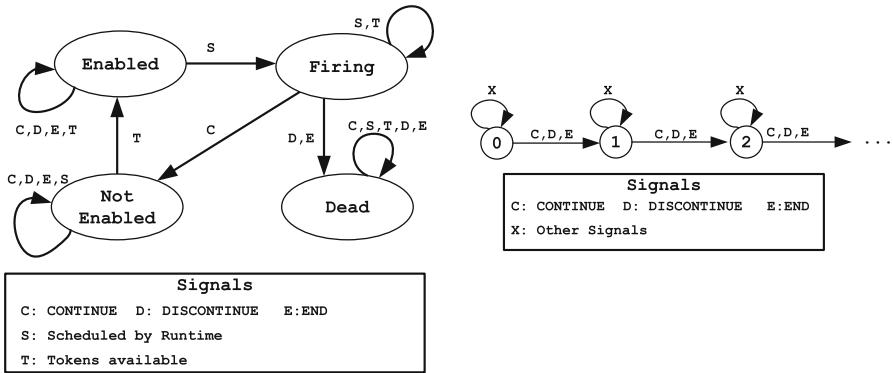 S
S,T
Enabled
Firing
C,D,E,T
T
C
D,E
C,S,T,D,E
C,D,E,S
Not
Enabled
Dead
Signals
C: CONTINUE D: DISCONTINUE E:END
S: Scheduled by Runtime
T: Tokens available
X X X
0 C,D,E 1 C,D,E 2 C,D,E ...
Signals
C: CONTINUE D: DISCONTINUE E:END
X: Other Signals